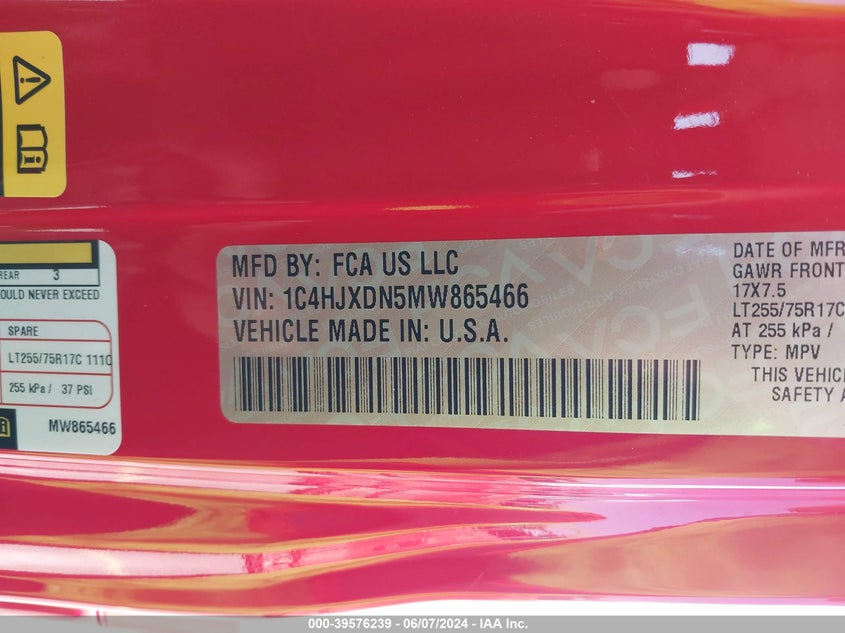 REAR 3
OULD NEVER EXCEED
SPARE
LT255/75R17C 111Q
255 kPa / 37 PSI
MW865466
MFD BY: FCA US LLC
VIN: 1C4HJXDN5MW865466
VEHICLE MADE IN: U.S.A.
DATE OF MFR
GAWR FRONT
17X7.5
LT255/75R17C
AT 255 kPa /
TYPE: MPV
THIS VEHIC
SAFETY A
000-39576239 - 06/07/2024 - IAA Inc.